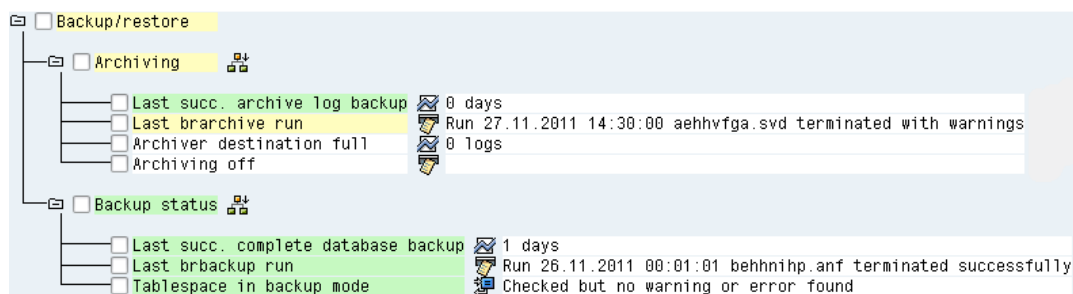 Backup/restore
Archiving
Last succ. archive log backup 0 days
Last brarchive run Run 27.11.2011 14:30:00 aehhvfga.svd terminated with warnings
Archiver destination full 0 logs
Archiving off
Backup status
Last succ. complete database backup 1 days
Last brbackup run Run 26.11.2011 00:01:01 behhnihp.anf terminated successfully
Tablespace in backup mode Checked but no warning or error found